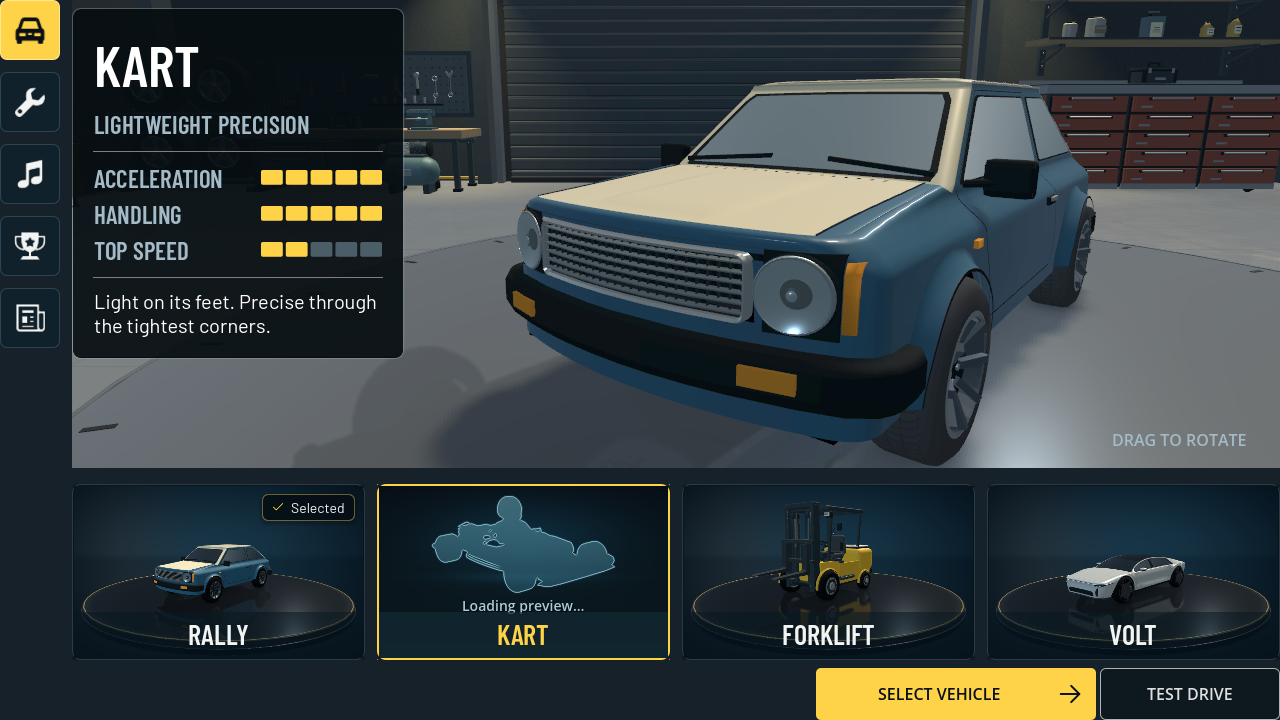 KART
LIGHTWEIGHT PRECISION
ACCELERATION
HANDLING
TOP SPEED
Light on its feet. Precise through
the tightest corners.
DRAG TO ROTATE
Selected
RALLY
Loading preview...
KART
FORKLIFT
VOLT
SELECT VEHICLE
TEST DRIVE